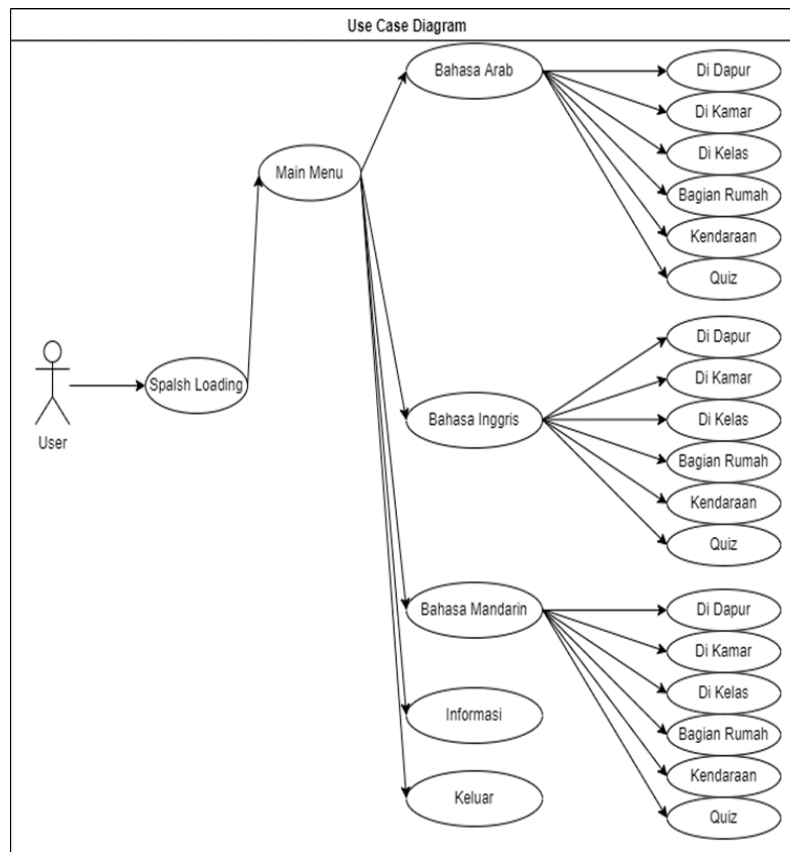 Use Case Diagram
Bahasa Arab
Di Dapur
Di Kamar
Di Kelas
Bagian Rumah
Kendaraan
Quiz
Main Menu
User
Spalsh Loading
Bahasa Inggris
Di Dapur
Di Kamar
Di Kelas
Bagian Rumah
Kendaraan
Quiz
Bahasa Mandarin
Di Dapur
Di Kamar
Di Kelas
Bagian Rumah
Kendaraan
Quiz
Informasi
Keluar